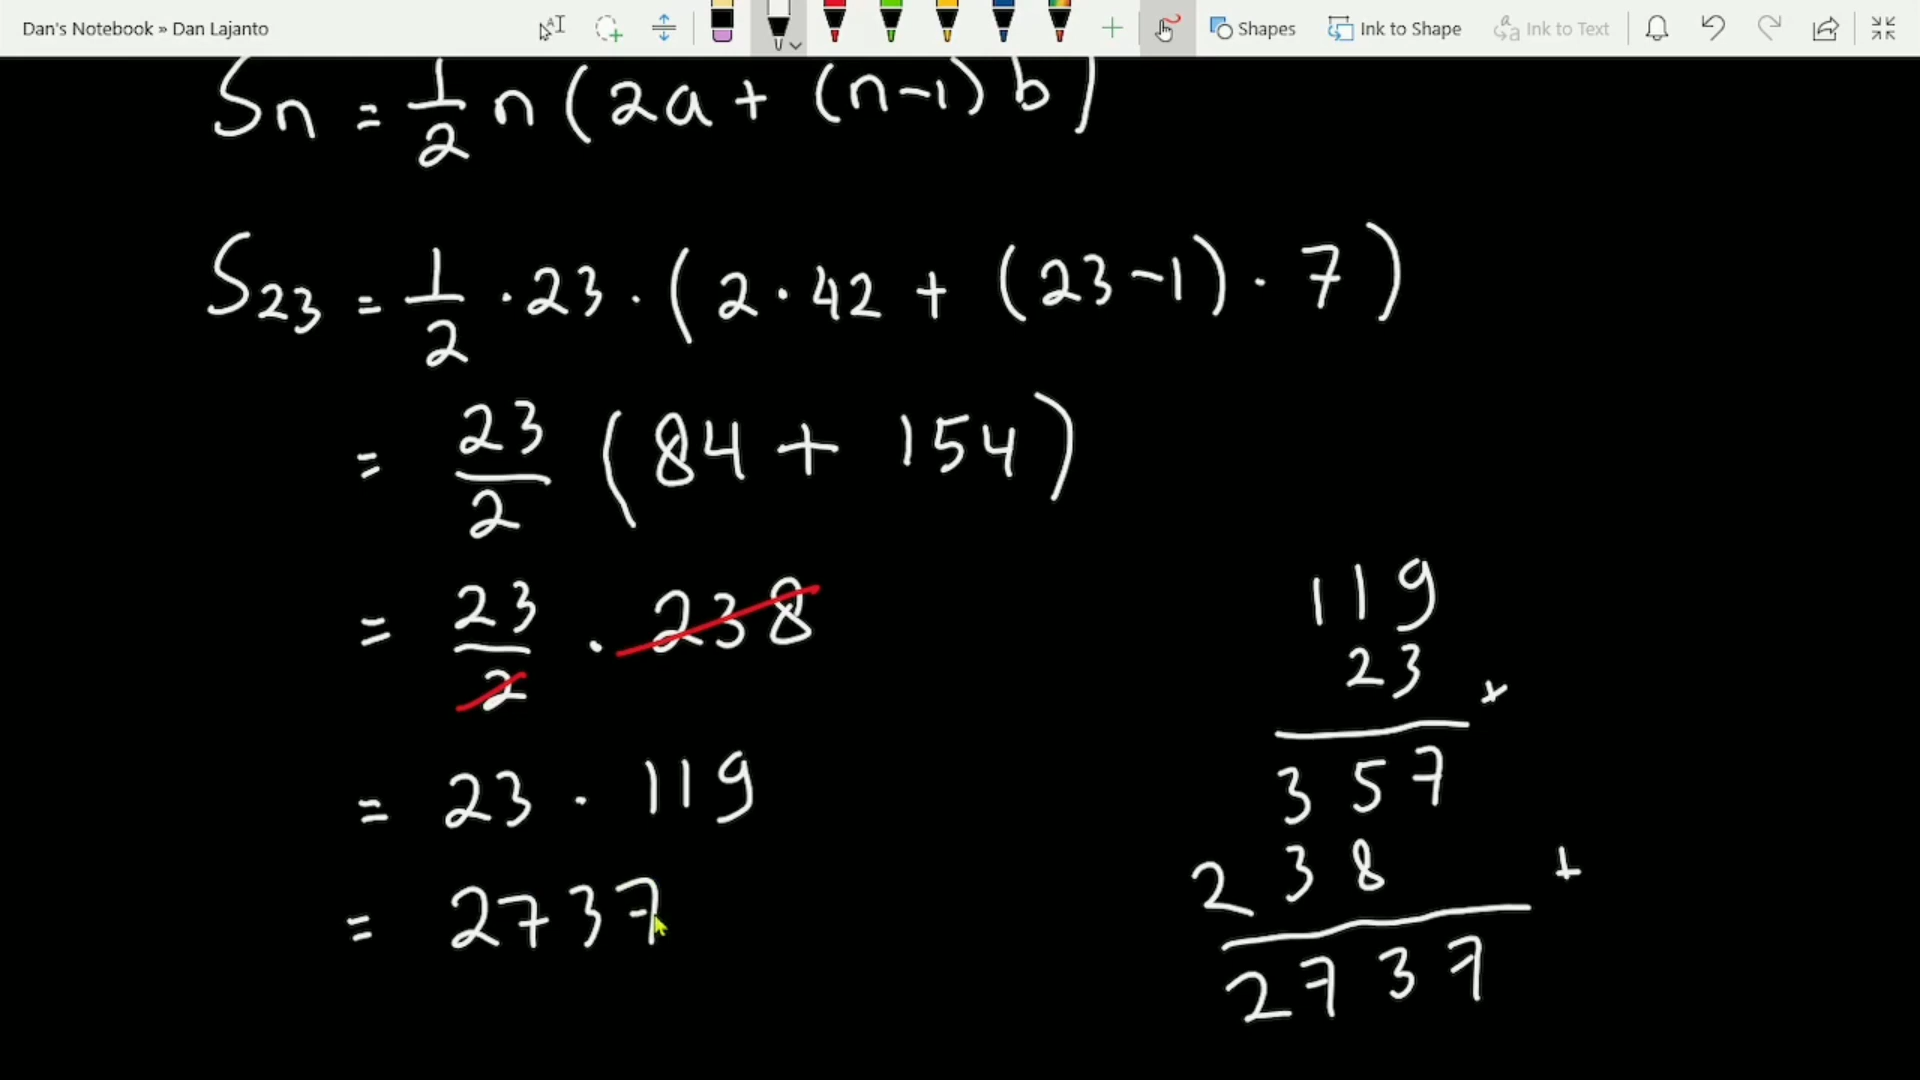 Dan's Notebook » Dan Lajanto
Shapes Ink to Shape Ink to Text
Sn = 1/2 n (2a + (n-1) b)
S23 = 1/2 · 23 · (2 · 42 + (23-1) · 7)
= 23/2 (84 + 154)
= 23/2 · 238
= 23 · 119
= 2737
119
23 ×
357
238 +
2737